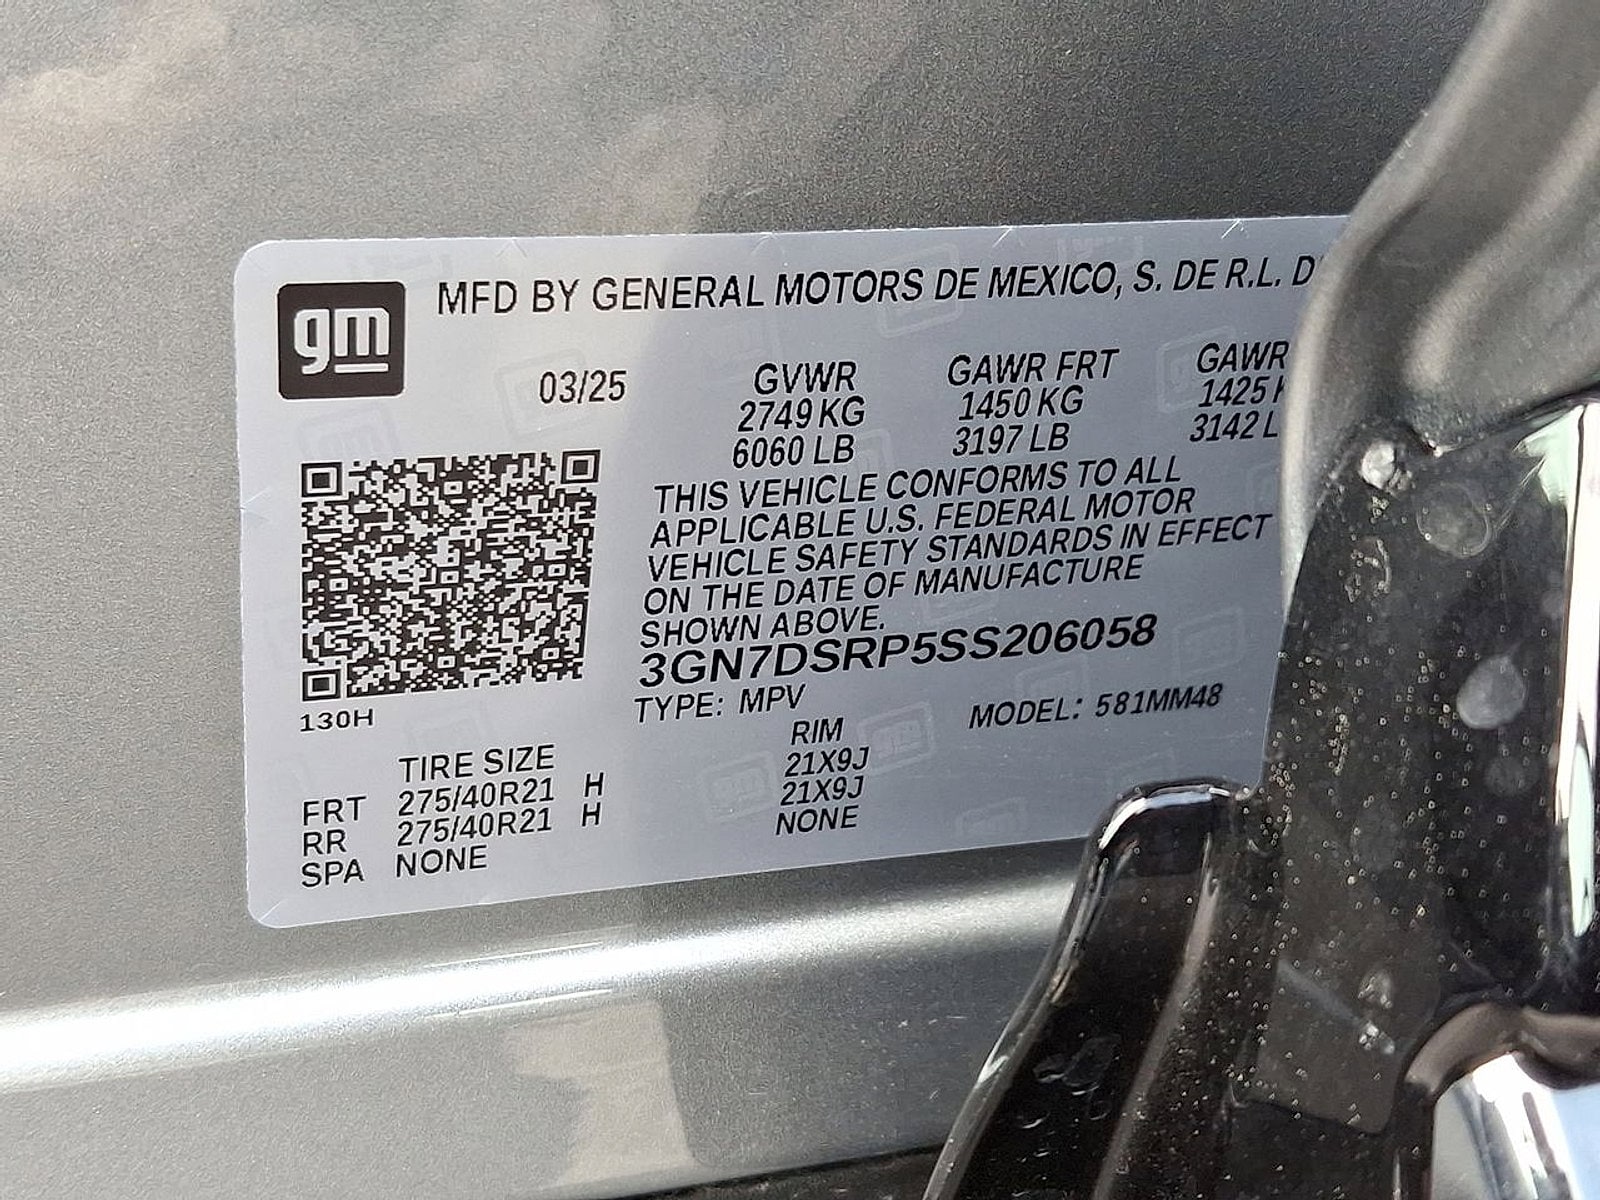 gm
MFD BY GENERAL MOTORS DE MEXICO, S. DE R.L. D
03/25 GVWR GAWR FRT GAWR
2749 KG 1450 KG 1425
6060 LB 3197 LB 3142 L
THIS VEHICLE CONFORMS TO ALL
APPLICABLE U.S. FEDERAL MOTOR
VEHICLE SAFETY STANDARDS IN EFFECT
ON THE DATE OF MANUFACTURE
SHOWN ABOVE.
3GN7DSRP5SS206058
130H
TYPE: MPV MODEL: 581MM48
TIRE SIZE RIM
FRT 275/40R21 H 21X9J
RR 275/40R21 H 21X9J
SPA NONE NONE